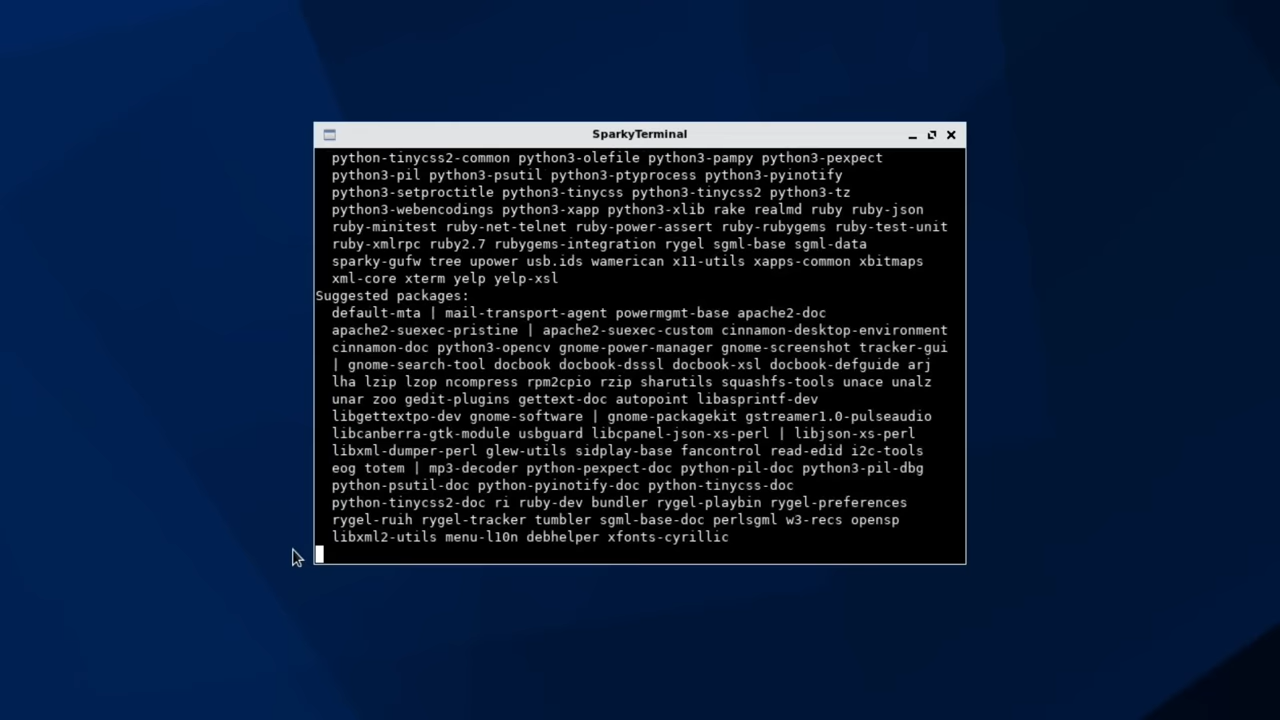 SparkyTerminal
python-tinycss2-common python3-olefile python3-pampy python3-pexpect
python3-pil python3-psutil python3-ptyprocess python3-pyinotify
python3-setproctitle python3-tinycss python3-tinycss2 python3-tz
python3-webencodings python3-xapp python3-xlib rake realmd ruby ruby-json
ruby-minitest ruby-net-telnet ruby-power-assert ruby-rubygems ruby-test-unit
ruby-xmlrpc ruby2.7 rubygems-integration rygel sgml-base sgml-data
sparky-gufw tree upower usb.ids wamerican x11-utils xapps-common xbitmaps
xml-core xterm yelp yelp-xsl
Suggested packages:
default-mta | mail-transport-agent powermgmt-base apache2-doc
apache2-suexec-pristine | apache2-suexec-custom cinnamon-desktop-environment
cinnamon-doc python3-opencv gnome-power-manager gnome-screenshot tracker-gui
| gnome-search-tool docbook docbook-dsssl docbook-xsl docbook-defguide arj
lha lzip lzop ncompress rpm2cpio rzip sharutils squashfs-tools unace unalz
unar zoo gedit-plugins gettext-doc autopoint libasprintf-dev
libgettextpo-dev gnome-software | gnome-packagekit gstreamer1.0-pulseaudio
libcanberra-gtk-module usbguard libcpanel-json-xs-perl | libjson-xs-perl
libxml-dumper-perl glew-utils sidplay-base fancontrol read-edid i2c-tools
eog totem | mp3-decoder python-pexpect-doc python-pil-doc python3-pil-dbg
python-psutil-doc python-pyinotify-doc python-tinycss-doc
python-tinycss2-doc ri ruby-dev bundler rygel-playbin rygel-preferences
rygel-ruih rygel-tracker tumbler sgml-base-doc perlsgml w3-recs opensp
libxml2-utils menu-l10n debhelper xfonts-cyrillic